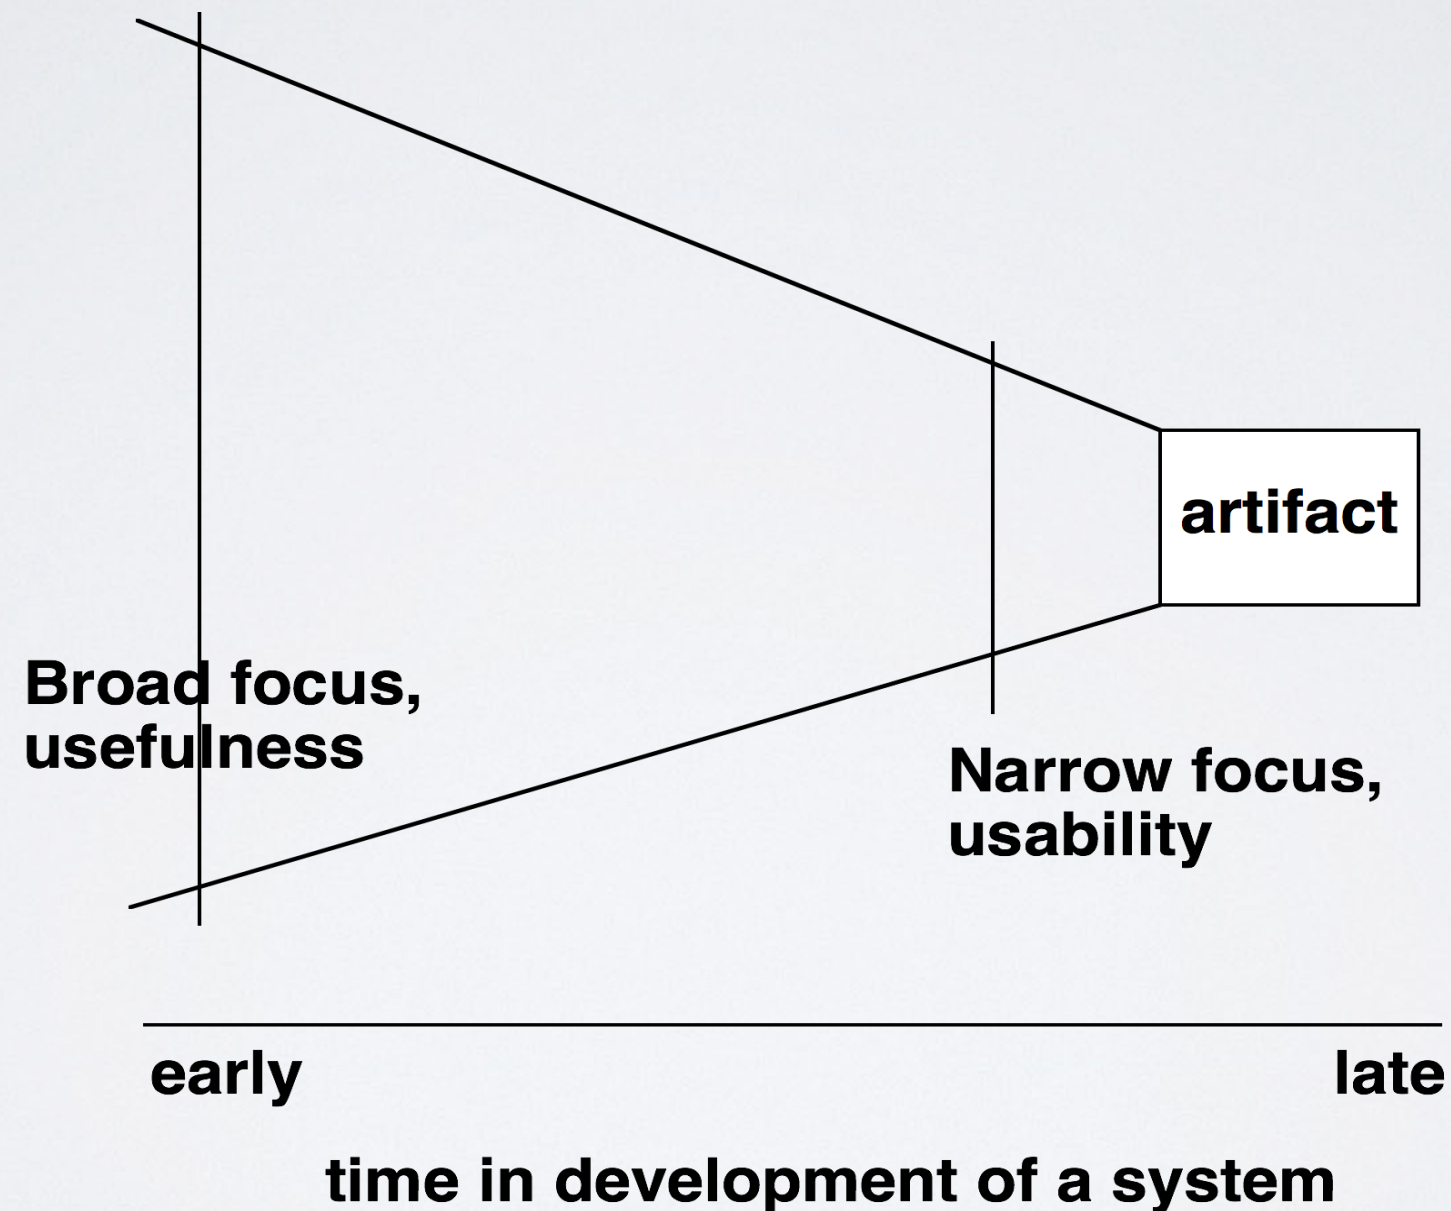 artifact
Broad focus,
usefulness
Narrow focus,
usability
early
late
time in development of a system